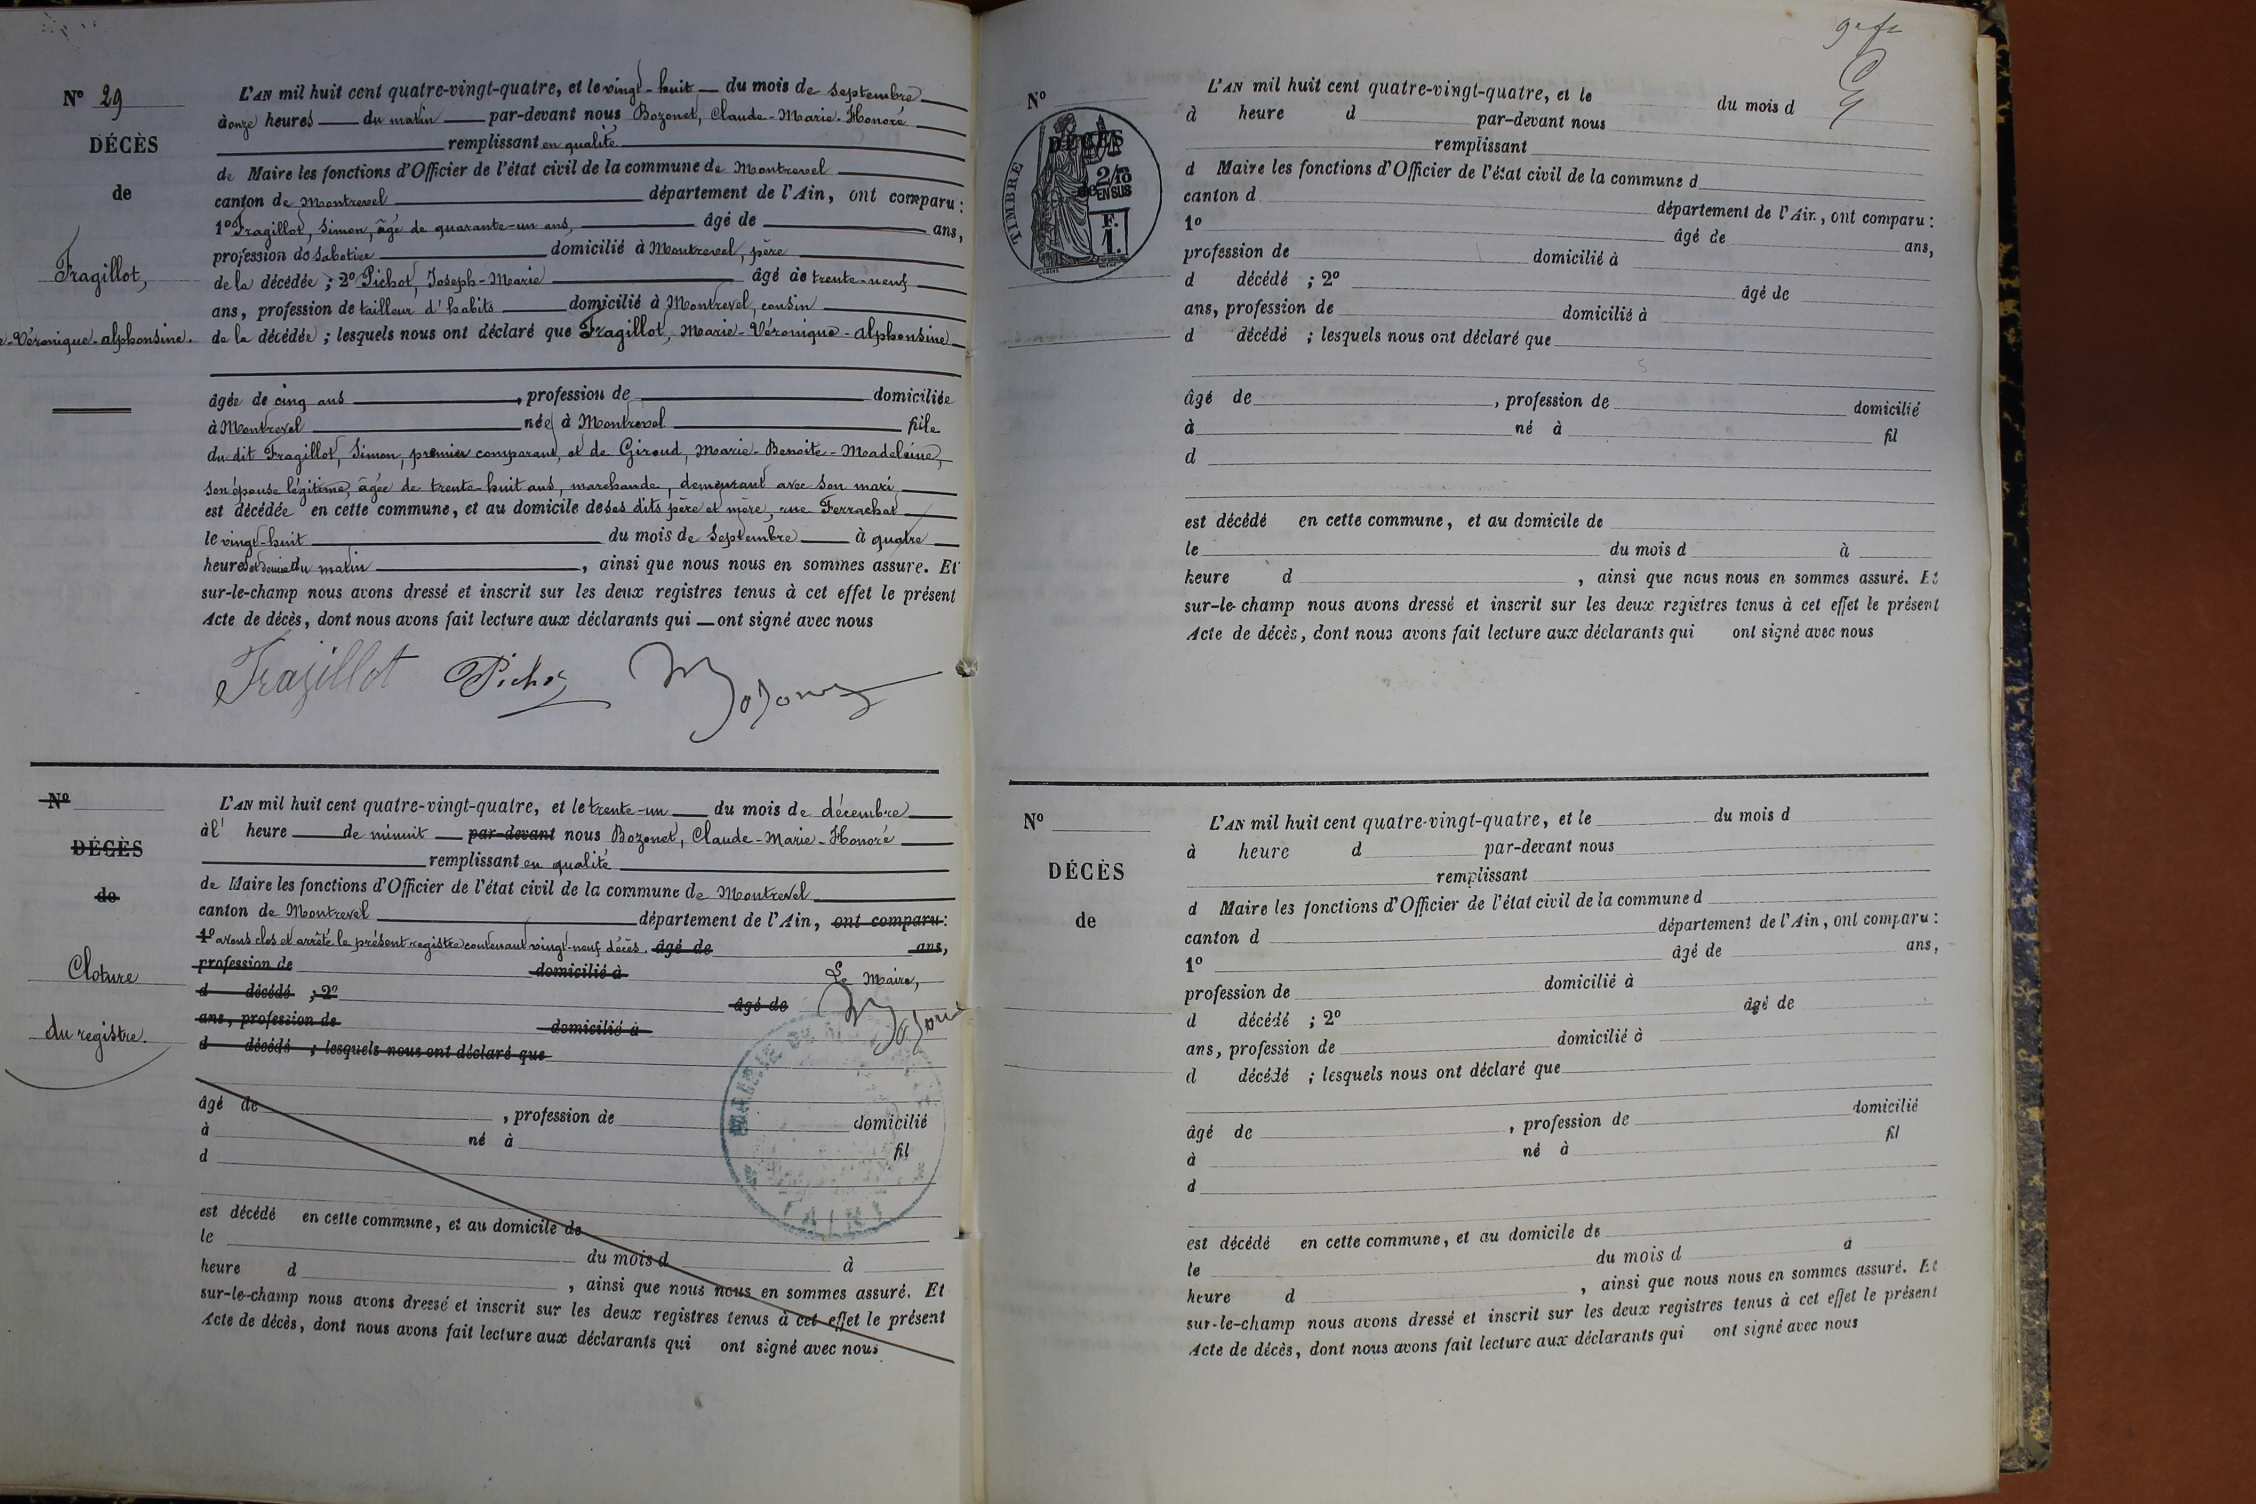 N° 29
DÉCÈS
de
Fragillot,
-Véronique-alphonsine.
L'AN mil huit cent quatre-vingt-quatre, et le vingt-huit du mois de septembre
à onze heures du matin par-devant nous Bozonet, Claude-Marie-Honoré
remplissant en qualité
de Maire les fonctions d'Officier de l'état civil de la commune de Montrevel
canton de Montrevel département de l'Ain, ont comparu :
1° Fragillot, Simon, âgé de quarante-un ans, âgé de ans,
profession de Sabotier domicilié à Montrevel, père
de la décédée ; 2° Pichot, Joseph-Marie âgé de trente-neuf
ans, profession de tailleur d'habits domicilié à Montrevel, cousin
de la décédée ; lesquels nous ont déclaré que Fragillot, Marie-Véronique-alphonsine
âgée de cinq ans , profession de domiciliée
à Montrevel née à Montrevel fille
du dit Fragillot, Simon, premier comparant, et de Giroud, Marie-Benoite-Madeleine,
son épouse légitime, âgée de trente-huit ans, marchande, demeurant avec son mari
est décédée en cette commune, et au domicile de ses dits père et mère, rue Ferrachat
le vingt-huit du mois de Septembre à quatre
heures et demie du matin , ainsi que nous nous en sommes assuré. Et
sur-le-champ nous avons dressé et inscrit sur les deux registres tenus à cet effet le présent
Acte de décès, dont nous avons fait lecture aux déclarants qui ont signé avec nous
Fragillot Pichot Bozonet
N°
DÉCÈS
de
Cloture
du registre.
L'AN mil huit cent quatre-vingt-quatre, et le trente-un du mois de décembre
à l' heure de minuit par-devant nous Bozonet, Claude-Marie-Honoré
remplissant en qualité
de Maire les fonctions d'Officier de l'état civil de la commune de Montrevel
canton de Montrevel département de l'Ain, ont comparu :
1° avons clos et arrêté le présent registre contenant vingt-neuf décès. âgé de ans,
profession de domicilié à Le Maire,
d décédé ; 2° âgé de Bozonet
ans, profession de domicilié à
d décédé ; lesquels nous ont déclaré que
MAIRIE DE
(AIN)
âgé de , profession de domicilié
à né à fil
d
est décédé en cette commune, et au domicile de
le du mois d à
heure d , ainsi que nous nous en sommes assuré. Et
sur-le-champ nous avons dressé et inscrit sur les deux registres tenus à cet effet le présent
Acte de décès, dont nous avons fait lecture aux déclarants qui ont signé avec nous
N°
DÉCÈS
de
TIMBRE
2/10
EN SUS
F.
1.
L'AN mil huit cent quatre-vingt-quatre, et le du mois d
à heure d par-devant nous
remplissant
d Maire les fonctions d'Officier de l'état civil de la commune d
canton d département de l'Ain, ont comparu :
1° âgé de ans,
profession de domicilié à
d décédé ; 2° âgé de
ans, profession de domicilié à
d décédé ; lesquels nous ont déclaré que
âgé de , profession de domicilié
à né à fil
d
est décédé en cette commune, et au domicile de
le du mois d à
heure d , ainsi que nous nous en sommes assuré. Et
sur-le-champ nous avons dressé et inscrit sur les deux registres tenus à cet effet le présent
Acte de décès, dont nous avons fait lecture aux déclarants qui ont signé avec nous
N°
DÉCÈS
de
L'AN mil huit cent quatre-vingt-quatre, et le du mois d
à heure d par-devant nous
remplissant
d Maire les fonctions d'Officier de l'état civil de la commune d
canton d département de l'Ain, ont comparu :
1° âgé de ans,
profession de domicilié à
d décédé ; 2° âgé de
ans, profession de domicilié à
d décédé ; lesquels nous ont déclaré que
âgé de , profession de domicilié
à né à fil
d
est décédé en cette commune, et au domicile de
le du mois d à
heure d , ainsi que nous nous en sommes assuré. Et
sur-le-champ nous avons dressé et inscrit sur les deux registres tenus à cet effet le présent
Acte de décès, dont nous avons fait lecture aux déclarants qui ont signé avec nous